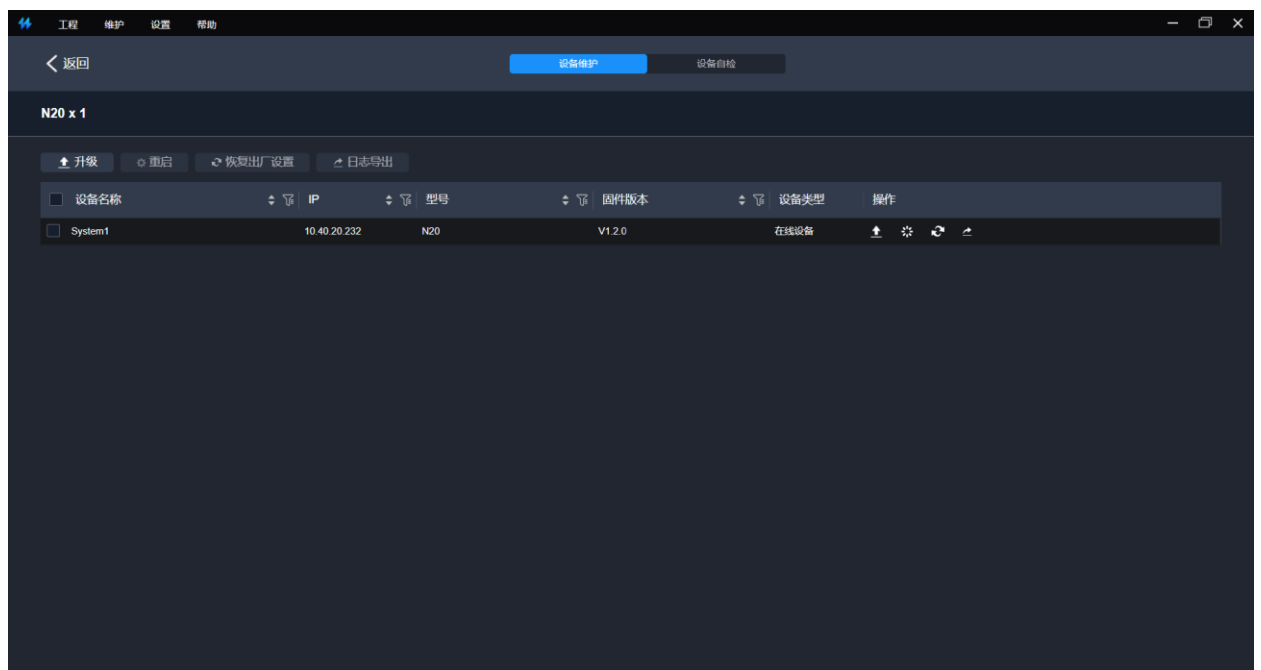 工程 维护 设置 帮助
返回 设备维护 设备自检
N20 x 1
升级 重启 恢复出厂设置 日志导出
设备名称 IP 型号 固件版本 设备类型 操作
System1 10.40.20.232 N20 V1.2.0 在线设备